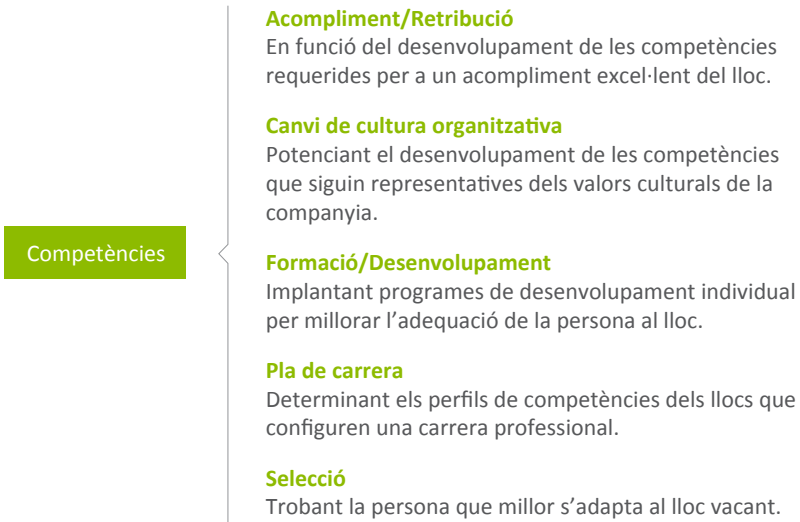 Acompliment/Retribució
En funció del desenvolupament de les competències
requerides per a un acompliment excel·lent del lloc.
Canvi de cultura organitzativa
Potenciant el desenvolupament de les competències
que siguin representatives dels valors culturals de la
companyia.
Competències
Formació/Desenvolupament
Implantant programes de desenvolupament individual
per millorar l’adequació de la persona al lloc.
Pla de carrera
Determinant els perfils de competències dels llocs que
configuren una carrera professional.
Selecció
Trobant la persona que millor s’adapta al lloc vacant.